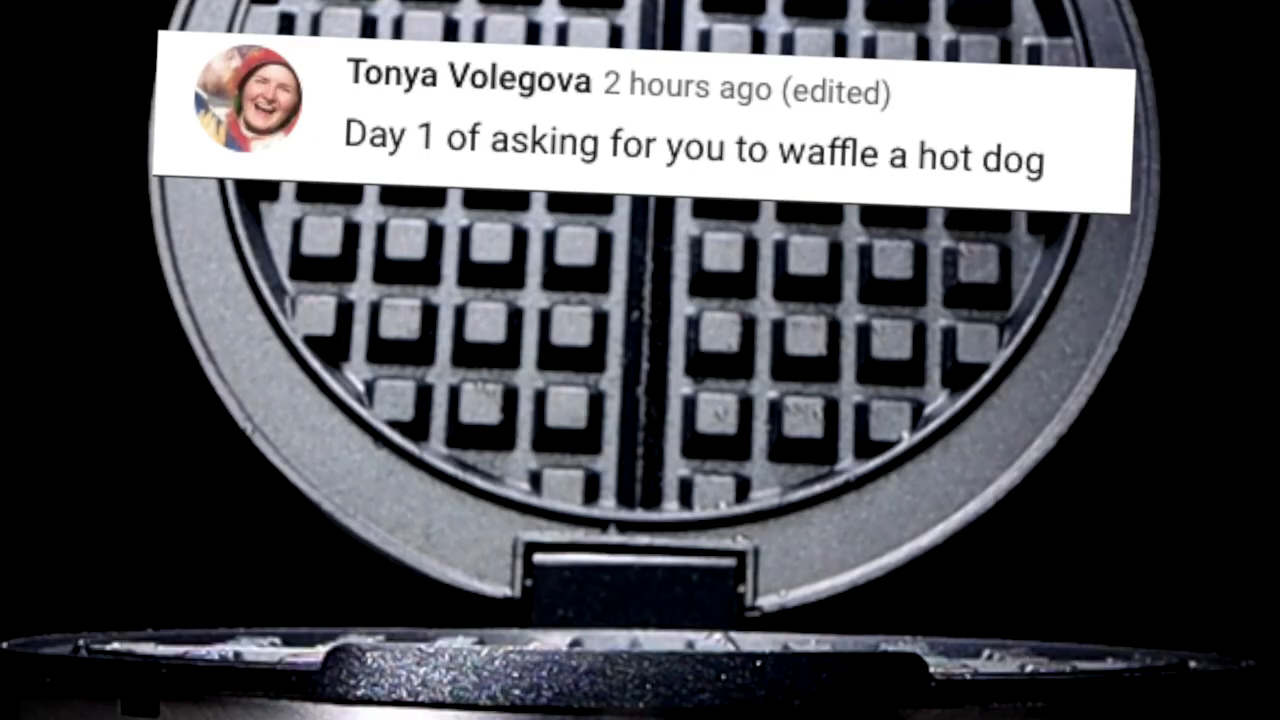 Tonya Volegova 2 hours ago (edited)
Day 1 of asking for you to waffle a hot dog